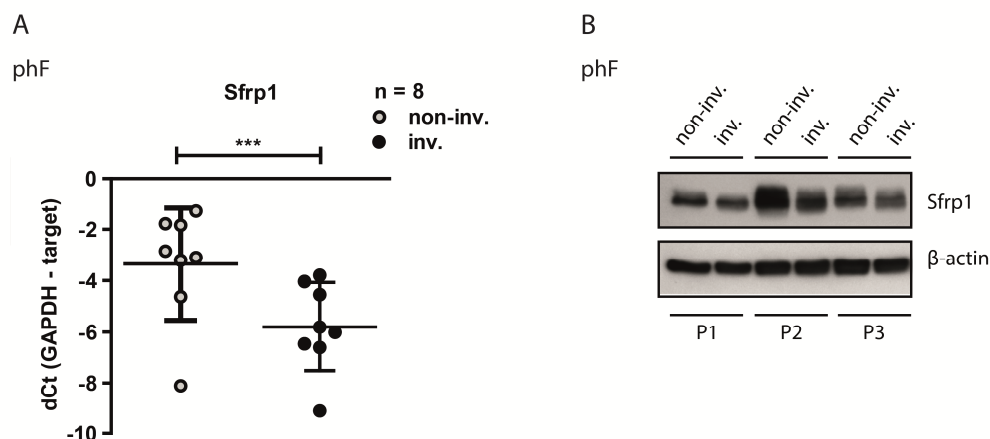 A
phF
Sfrp1
n = 8
non-inv.
inv.
***
0
-2
-4
-6
-8
-10
dCt (GAPDH - target)
B
phF
non-inv.
inv.
non-inv.
inv.
non-inv.
inv.
Sfrp1
β-actin
P1
P2
P3